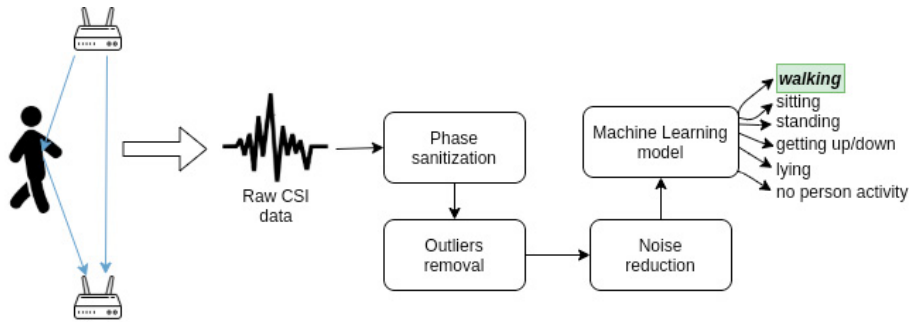 Raw CSI
data
Phase
sanitization
Outliers
removal
Noise
reduction
Machine Learning
model
walking
sitting
standing
getting up/down
lying
no person activity